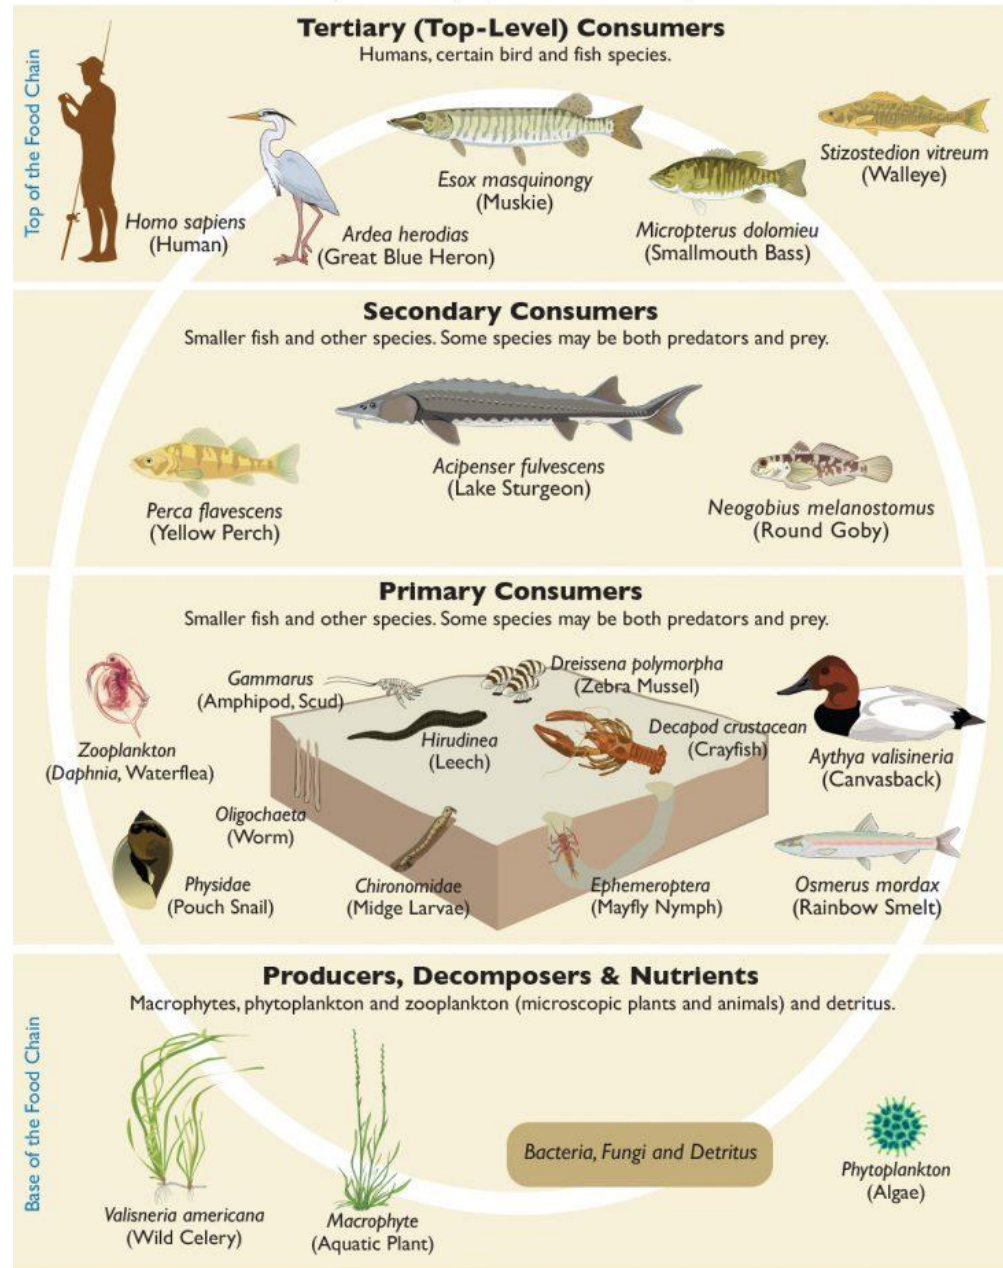 Tertiary (Top-Level) Consumers
Humans, certain bird and fish species.
Top of the Food Chain
Homo sapiens
(Human)
Ardea herodias
(Great Blue Heron)
Esox masquinongy
(Muskie)
Micropterus dolomieu
(Smallmouth Bass)
Stizostedion vitreum
(Walleye)
Secondary Consumers
Smaller fish and other species. Some species may be both predators and prey.
Perca flavescens
(Yellow Perch)
Acipenser fulvescens
(Lake Sturgeon)
Neogobius melanostomus
(Round Goby)
Primary Consumers
Smaller fish and other species. Some species may be both predators and prey.
Zooplankton
(Daphnia, Waterflea)
Gammarus
(Amphipod, Scud)
Dreissena polymorpha
(Zebra Mussel)
Hirudinea
(Leech)
Decapod crustacean
(Crayfish)
Aythya valisineria
(Canvasback)
Oligochaeta
(Worm)
Physidae
(Pouch Snail)
Chironomidae
(Midge Larvae)
Ephemeroptera
(Mayfly Nymph)
Osmerus mordax
(Rainbow Smelt)
Producers, Decomposers & Nutrients
Macrophytes, phytoplankton and zooplankton (microscopic plants and animals) and detritus.
Base of the Food Chain
Valisneria americana
(Wild Celery)
Macrophyte
(Aquatic Plant)
Bacteria, Fungi and Detritus
Phytoplankton
(Algae)